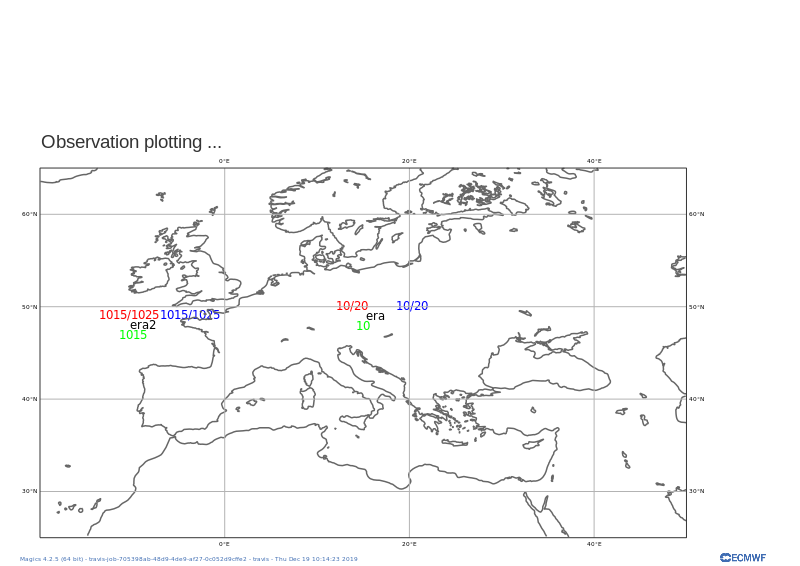 Observation plotting ...
0°E 20°E 40°E
60°N 60°N
50°N 10/20 10/20 50°N
1015/1025 1015/1025 era
era2 10
1015
40°N 40°N
30°N 30°N
0°E 20°E 40°E
Magics 4.2.5 (64 bit) - travis-job-705398ab-48d9-4de9-af27-0c052d9cffe2 - travis - Thu Dec 19 10:14:23 2019
ECMWF